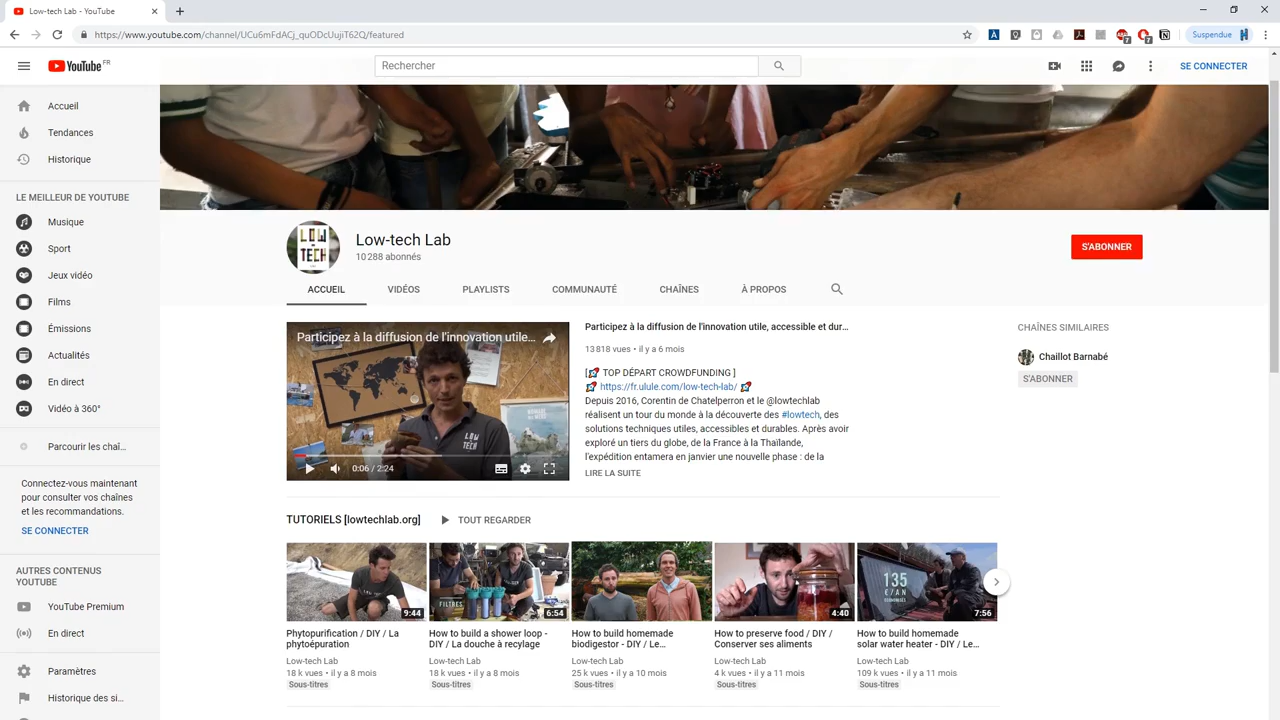 Low-tech Lab - YouTube
https://www.youtube.com/channel/UCu6mFdACj_quODcUujiT62Q/featured
Suspendue
YouTube FR
Rechercher
SE CONNECTER
Accueil
Tendances
Historique
LE MEILLEUR DE YOUTUBE
Musique
Sport
Jeux vidéo
Films
Émissions
Actualités
En direct
Vidéo à 360°
Parcourir les chaî...
Connectez-vous maintenant
pour consulter vos chaînes
et les recommandations.
SE CONNECTER
AUTRES CONTENUS
YOUTUBE
YouTube Premium
En direct
Paramètres
Historique des si...
LOW TECH
Low-tech Lab
10 288 abonnés
S'ABONNER
ACCUEIL
VIDÉOS
PLAYLISTS
COMMUNAUTÉ
CHAÎNES
À PROPOS
Participez à la diffusion de l'innovation utile...
LOW
TECH
0:06 / 2:24
Participez à la diffusion de l'innovation utile, accessible et dur...
13 818 vues • il y a 6 mois
[🚀 TOP DÉPART CROWDFUNDING ]
🚀 https://fr.ulule.com/low-tech-lab/ 🚀
Depuis 2016, Corentin de Chatelperron et le @lowtechlab
réalisent un tour du monde à la découverte des #lowtech, des
solutions techniques utiles, accessibles et durables. Après avoir
exploré un tiers du globe, de la France à la Thaïlande,
l'expédition entamera en janvier une nouvelle phase : de la
LIRE LA SUITE
CHAÎNES SIMILAIRES
Chaillot Barnabé
S'ABONNER
TUTORIELS [lowtechlab.org]
TOUT REGARDER
9:44
FILTRES
6:54
4:40
135
€/AN
ÉCONOMISÉS
7:56
Phytopurification / DIY / La
phytoépuration
Low-tech Lab
18 k vues • il y a 8 mois
Sous-titres
How to build a shower loop -
DIY / La douche à recylage
Low-tech Lab
18 k vues • il y a 8 mois
Sous-titres
How to build homemade
biodigestor - DIY / Le...
Low-tech Lab
25 k vues • il y a 10 mois
Sous-titres
How to preserve food / DIY /
Conserver ses aliments
Low-tech Lab
4 k vues • il y a 11 mois
Sous-titres
How to build homemade
solar water heater - DIY / Le...
Low-tech Lab
109 k vues • il y a 11 mois
Sous-titres